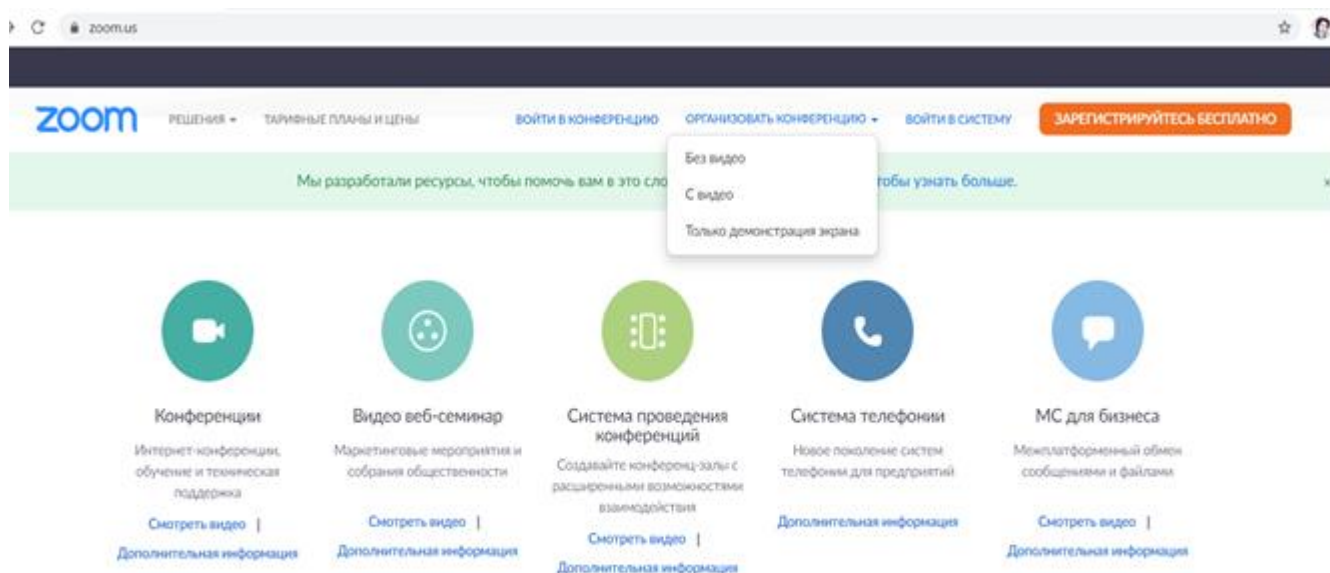 zoom.us
zoom
РЕШЕНИЯ
ТАРИФНЫЕ ПЛАНЫ И ЦЕНЫ
ВОЙТИ В КОНФЕРЕНЦИЮ
ОРГАНИЗОВАТЬ КОНФЕРЕНЦИЮ
ВОЙТИ В СИСТЕМУ
ЗАРЕГИСТРИРУЙТЕСЬ БЕСПЛАТНО
Без видео
С видео
Только демонстрация экрана
Мы разработали ресурсы, чтобы помочь вам в это сло
тобы узнать больше.
Конференции
Интернет-конференции,
обучение и техническая
поддержка
Смотреть видео |
Дополнительная информация
Видео веб-семинар
Маркетинговые мероприятия и
собрания общественности
Смотреть видео |
Дополнительная информация
Система проведения
конференций
Создавайте конференц-залы с
расширенными возможностями
взаимодействия
Смотреть видео |
Дополнительная информация
Система телефонии
Новое поколение систем
телефонии для предприятий
Дополнительная информация
МС для бизнеса
Межплатформенный обмен
сообщениями и файлами
Смотреть видео |
Дополнительная информация